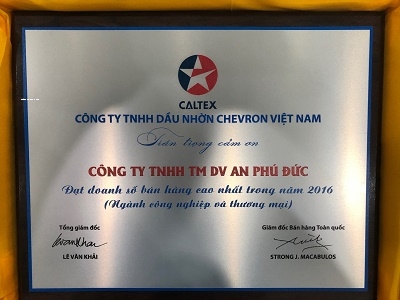 CALTEX
CÔNG TY TNHH DẦU NHỜN CHEVRON VIỆT NAM
Trân trọng cảm ơn
CÔNG TY TNHH TM DV AN PHÚ ĐỨC
Đạt doanh số bán hàng cao nhất trong năm 2016
(Ngành công nghiệp và thương mại)
Tổng giám đốc
LÊ VĂN KHẢI
Giám đốc Bán hàng Toàn quốc
STRONG J. MACABULOS